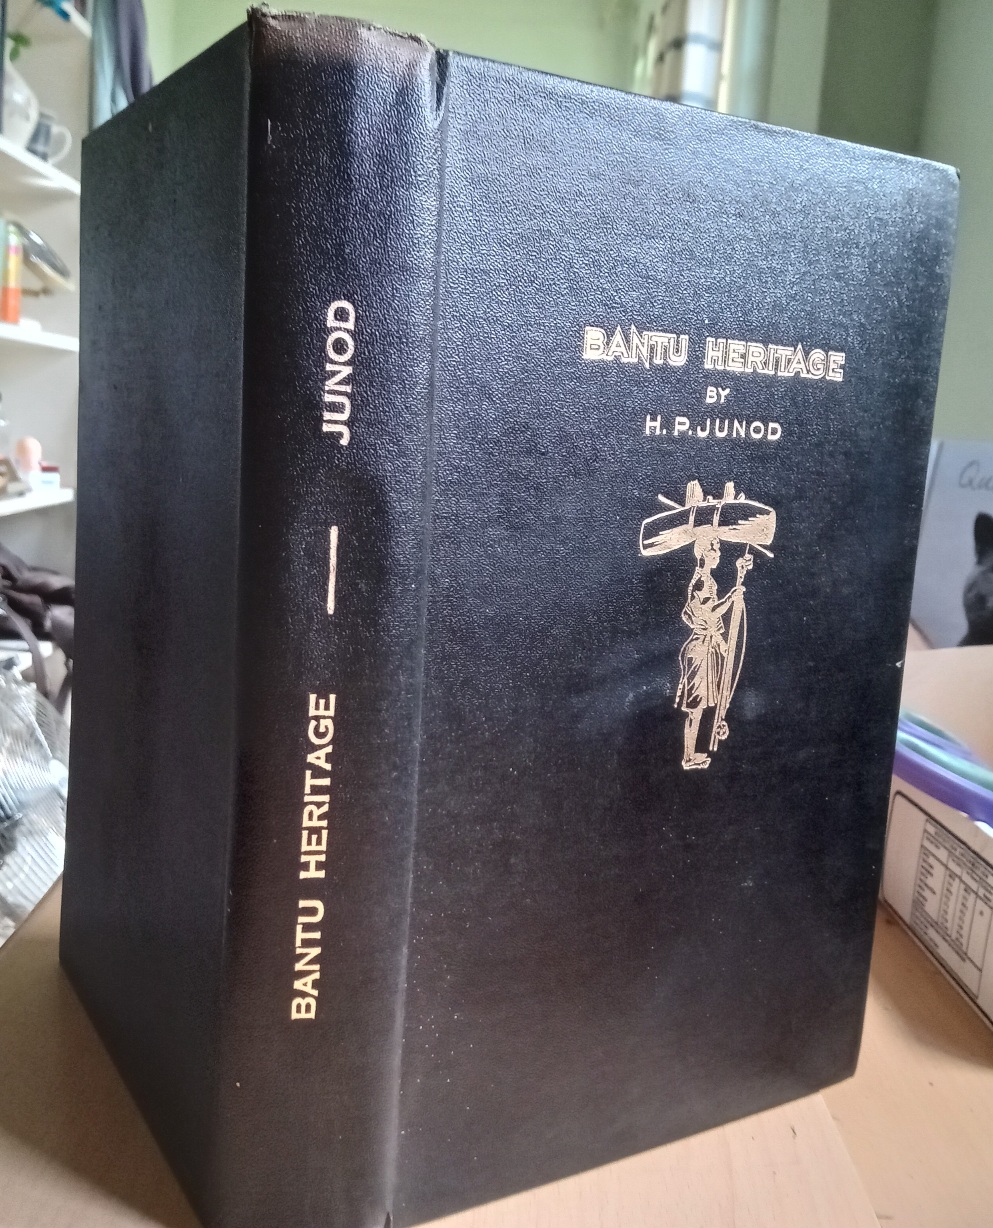 BANTU HERITAGE — JUNOD
BANTU HERITAGE
BY
H. P. JUNOD